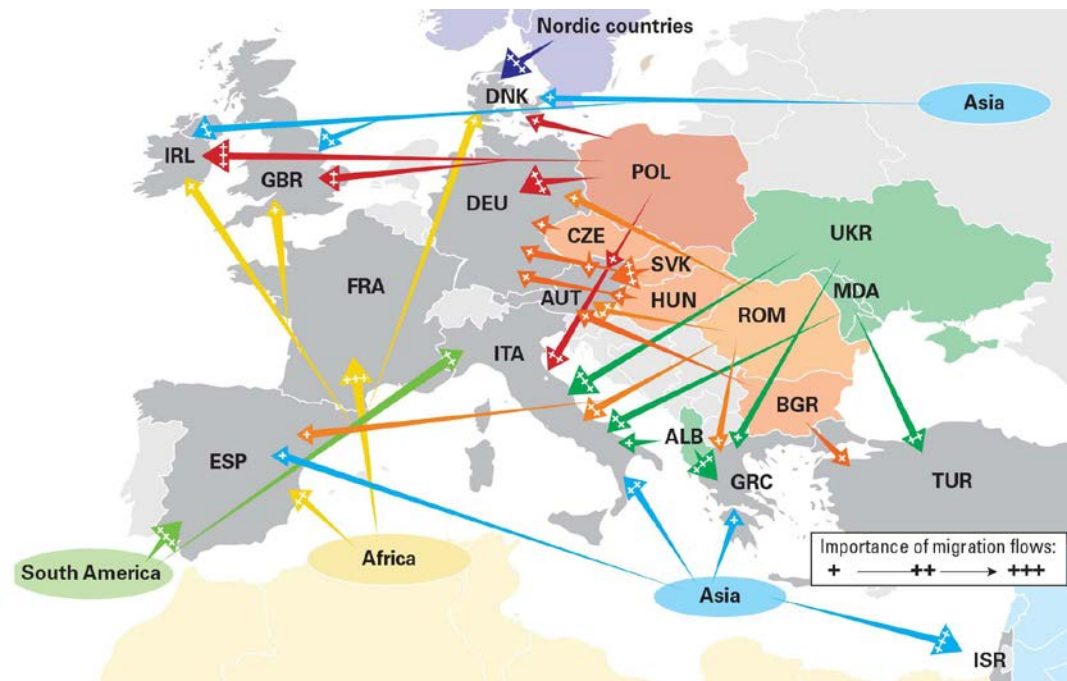 Nordic countries
DNK
Asia
IRL
GBR
POL
DEU
UKR
CZE
SVK
MDA
FRA
AUT
HUN
ROM
ITA
BGR
ESP
ALB
GRC
TUR
South America
Africa
Asia
ISR
Importance of migration flows:
+ ++ +++